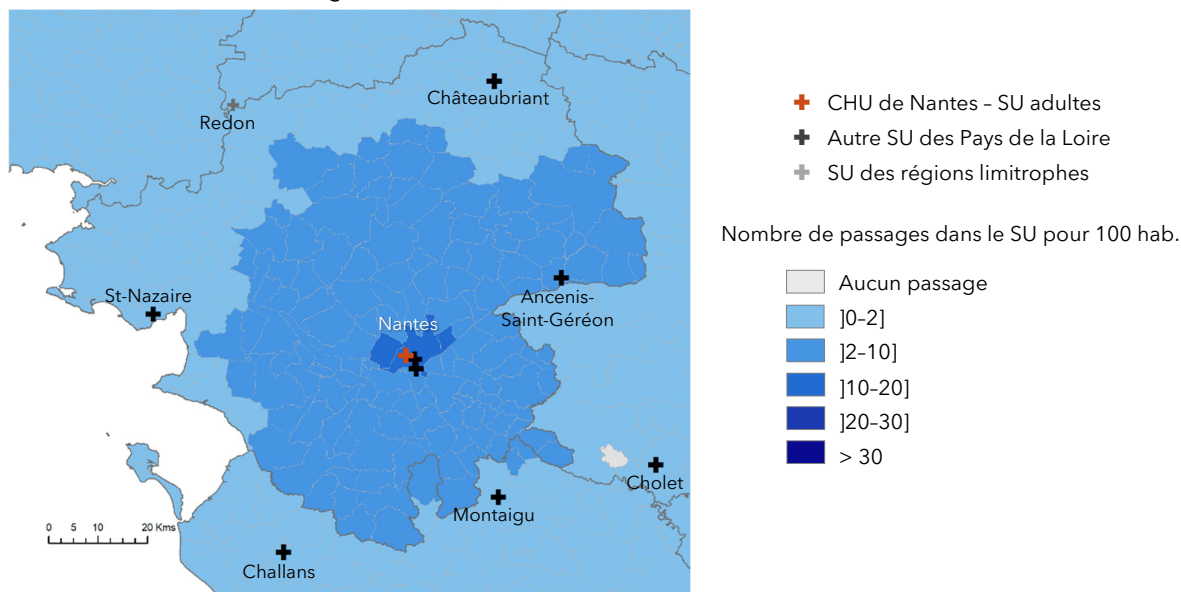 Châteaubriant
Redon
St-Nazaire
Ancenis-
Saint-Géréon
Nantes
Cholet
Montaigu
Challans
0 5 10 20 Kms
CHU de Nantes – SU adultes
Autre SU des Pays de la Loire
SU des régions limitrophes
Nombre de passages dans le SU pour 100 hab.
Aucun passage
]0–2]
]2–10]
]10–20]
]20–30]
> 30